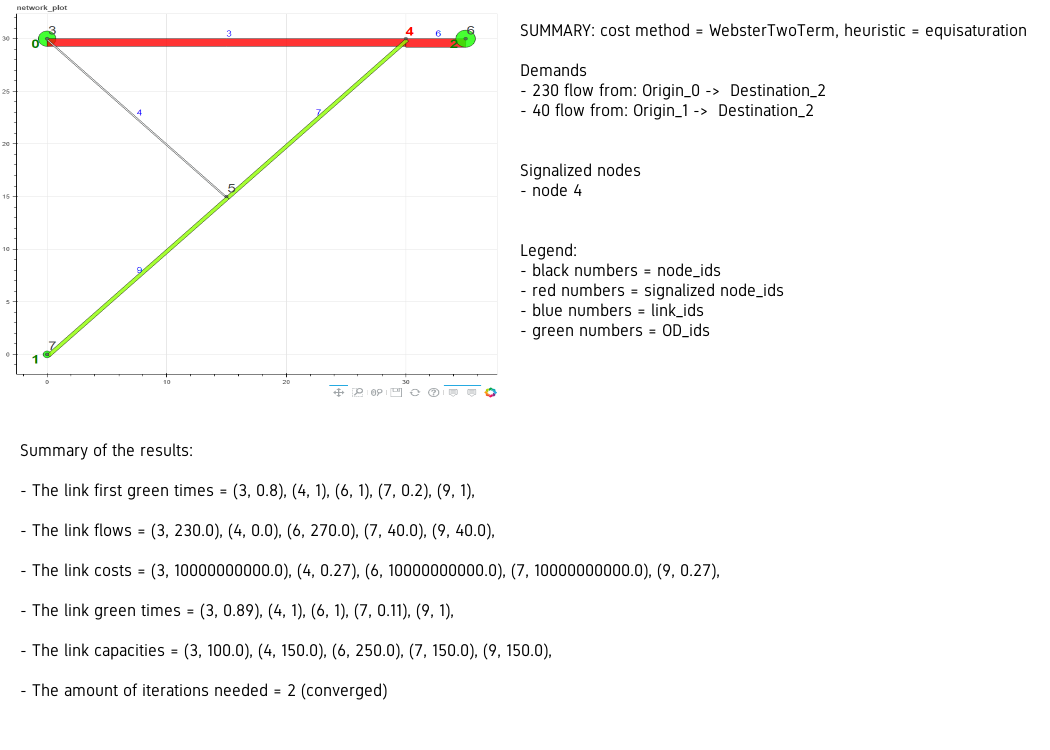 network_plot
SUMMARY: cost method = WebsterTwoTerm, heuristic = equisaturation
Demands
- 230 flow from: Origin_0 -> Destination_2
- 40 flow from: Origin_1 -> Destination_2
Signalized nodes
- node 4
Legend:
- black numbers = node_ids
- red numbers = signalized node_ids
- blue numbers = link_ids
- green numbers = OD_ids
30
25
20
15
10
5
0
0
10
20
30
3
0
3
4
6
6
2
4
7
5
9
7
1
Summary of the results:
- The link first green times = (3, 0.8), (4, 1), (6, 1), (7, 0.2), (9, 1),
- The link flows = (3, 230.0), (4, 0.0), (6, 270.0), (7, 40.0), (9, 40.0),
- The link costs = (3, 10000000000.0), (4, 0.27), (6, 10000000000.0), (7, 10000000000.0), (9, 0.27),
- The link green times = (3, 0.89), (4, 1), (6, 1), (7, 0.11), (9, 1),
- The link capacities = (3, 100.0), (4, 150.0), (6, 250.0), (7, 150.0), (9, 150.0),
- The amount of iterations needed = 2 (converged)